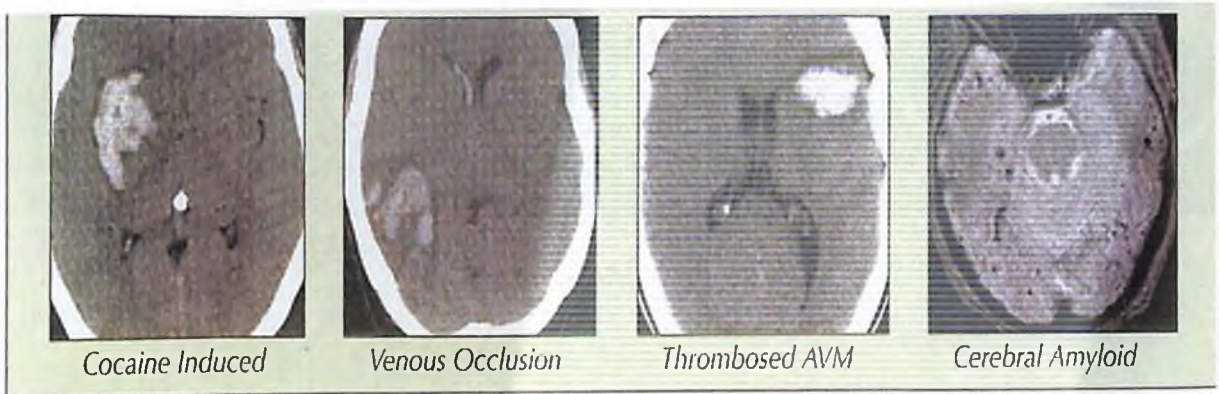 Cocaine Induced
Venous Occlusion
Thrombosed AVM
Cerebral Amyloid